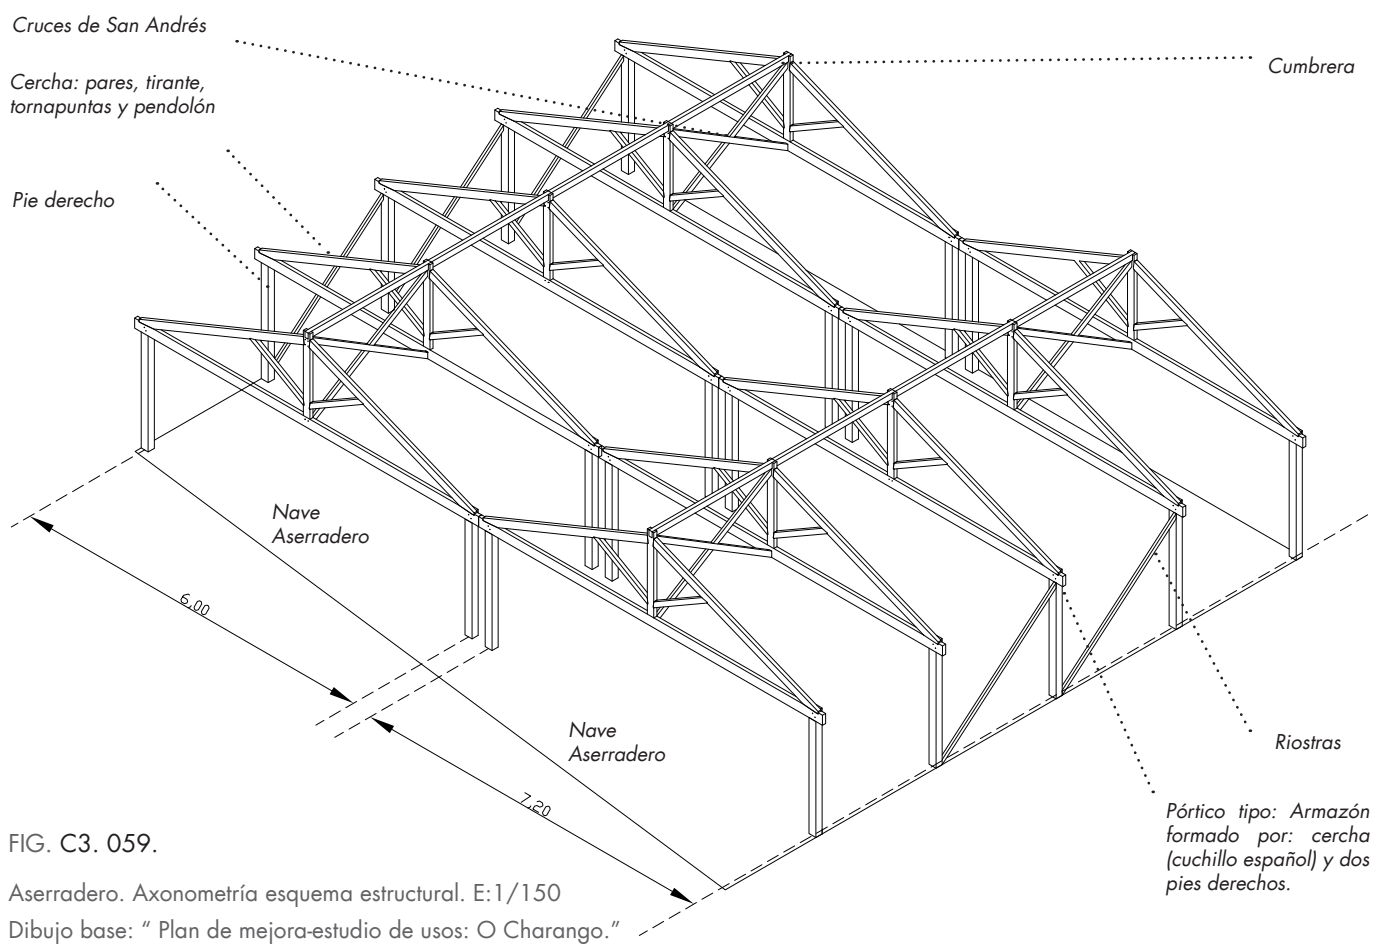 Cruces de San Andrés
Cercha: pares, tirante,
tornapuntas y pendolón
Pie derecho
Cumbrera
Nave
Aserradero
6,00
Nave
Aserradero
7,20
Riostras
Pórtico tipo: Armazón
formado por: cercha
(cuchillo español) y dos
pies derechos.
FIG. C3. 059.
Aserradero. Axonometría esquema estructural. E:1/150
Dibujo base: “ Plan de mejora-estudio de usos: O Charango.”